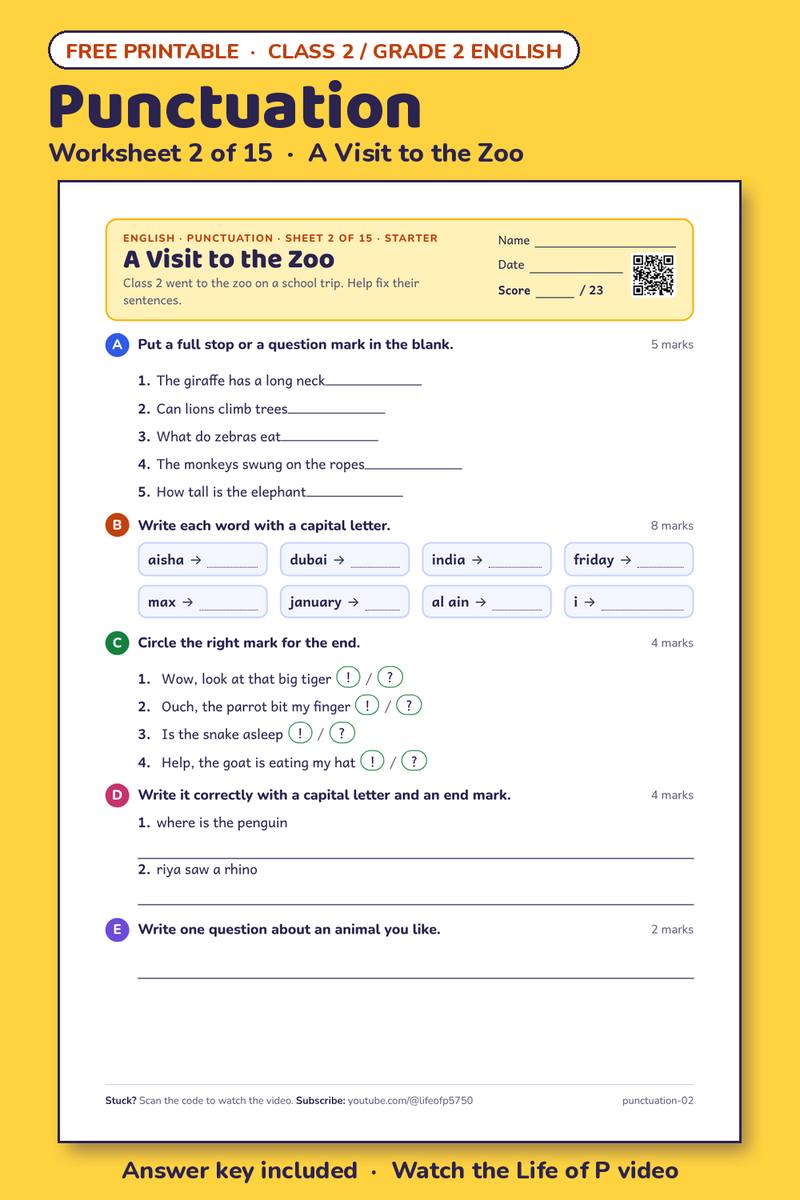 FREE PRINTABLE · CLASS 2 / GRADE 2 ENGLISH
Punctuation
Worksheet 2 of 15 · A Visit to the Zoo
ENGLISH · PUNCTUATION · SHEET 2 OF 15 · STARTER
A Visit to the Zoo
Class 2 went to the zoo on a school trip. Help fix their
sentences.
Name
Date
Score / 23
A Put a full stop or a question mark in the blank. 5 marks
1. The giraffe has a long neck
2. Can lions climb trees
3. What do zebras eat
4. The monkeys swung on the ropes
5. How tall is the elephant
B Write each word with a capital letter. 8 marks
aisha → dubai → india → friday →
max → january → al ain → i →
C Circle the right mark for the end. 4 marks
1. Wow, look at that big tiger ! / ?
2. Ouch, the parrot bit my finger ! / ?
3. Is the snake asleep ! / ?
4. Help, the goat is eating my hat ! / ?
D Write it correctly with a capital letter and an end mark. 4 marks
1. where is the penguin
2. riya saw a rhino
E Write one question about an animal you like. 2 marks
Stuck? Scan the code to watch the video. Subscribe: youtube.com/@lifeofp5750 punctuation-02
Answer key included · Watch the Life of P video